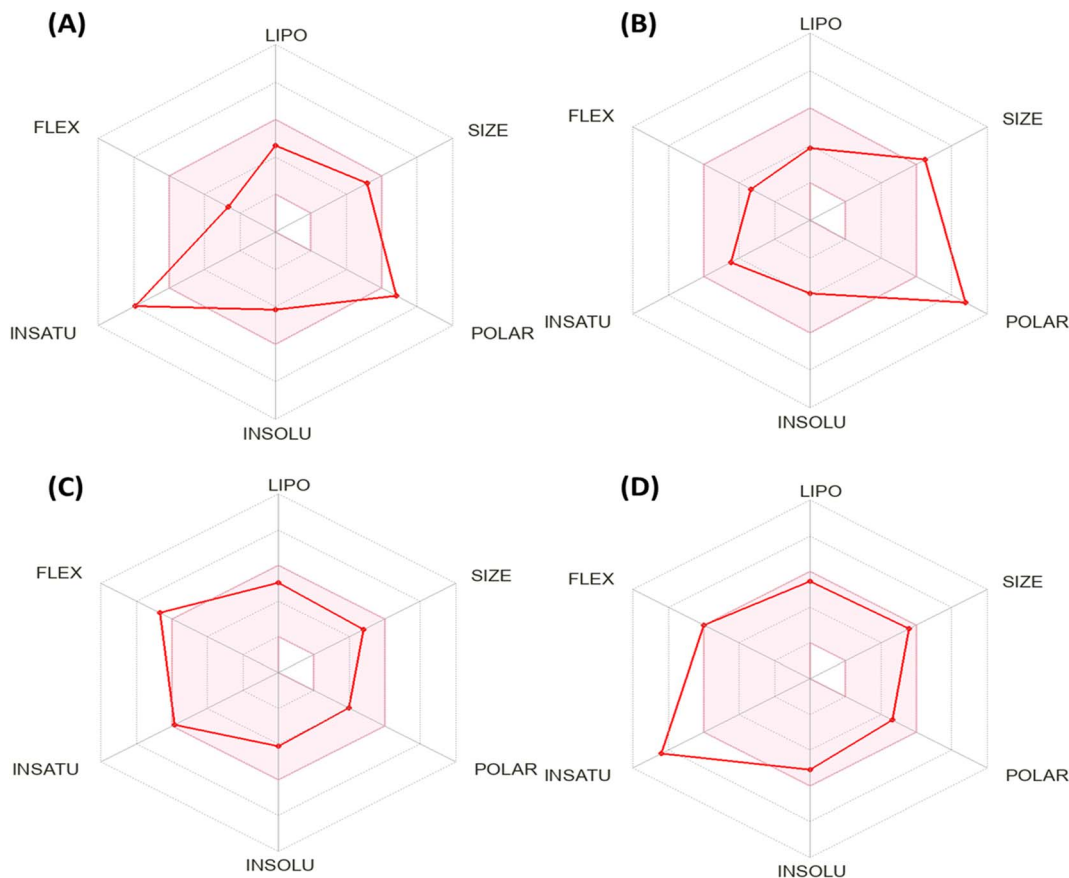 (A)
LIPO
FLEX
SIZE
INSATU
POLAR
INSOLU
(B)
LIPO
FLEX
SIZE
INSATU
POLAR
INSOLU
(C)
LIPO
FLEX
SIZE
INSATU
POLAR
INSOLU
(D)
LIPO
FLEX
SIZE
INSATU
POLAR
INSOLU